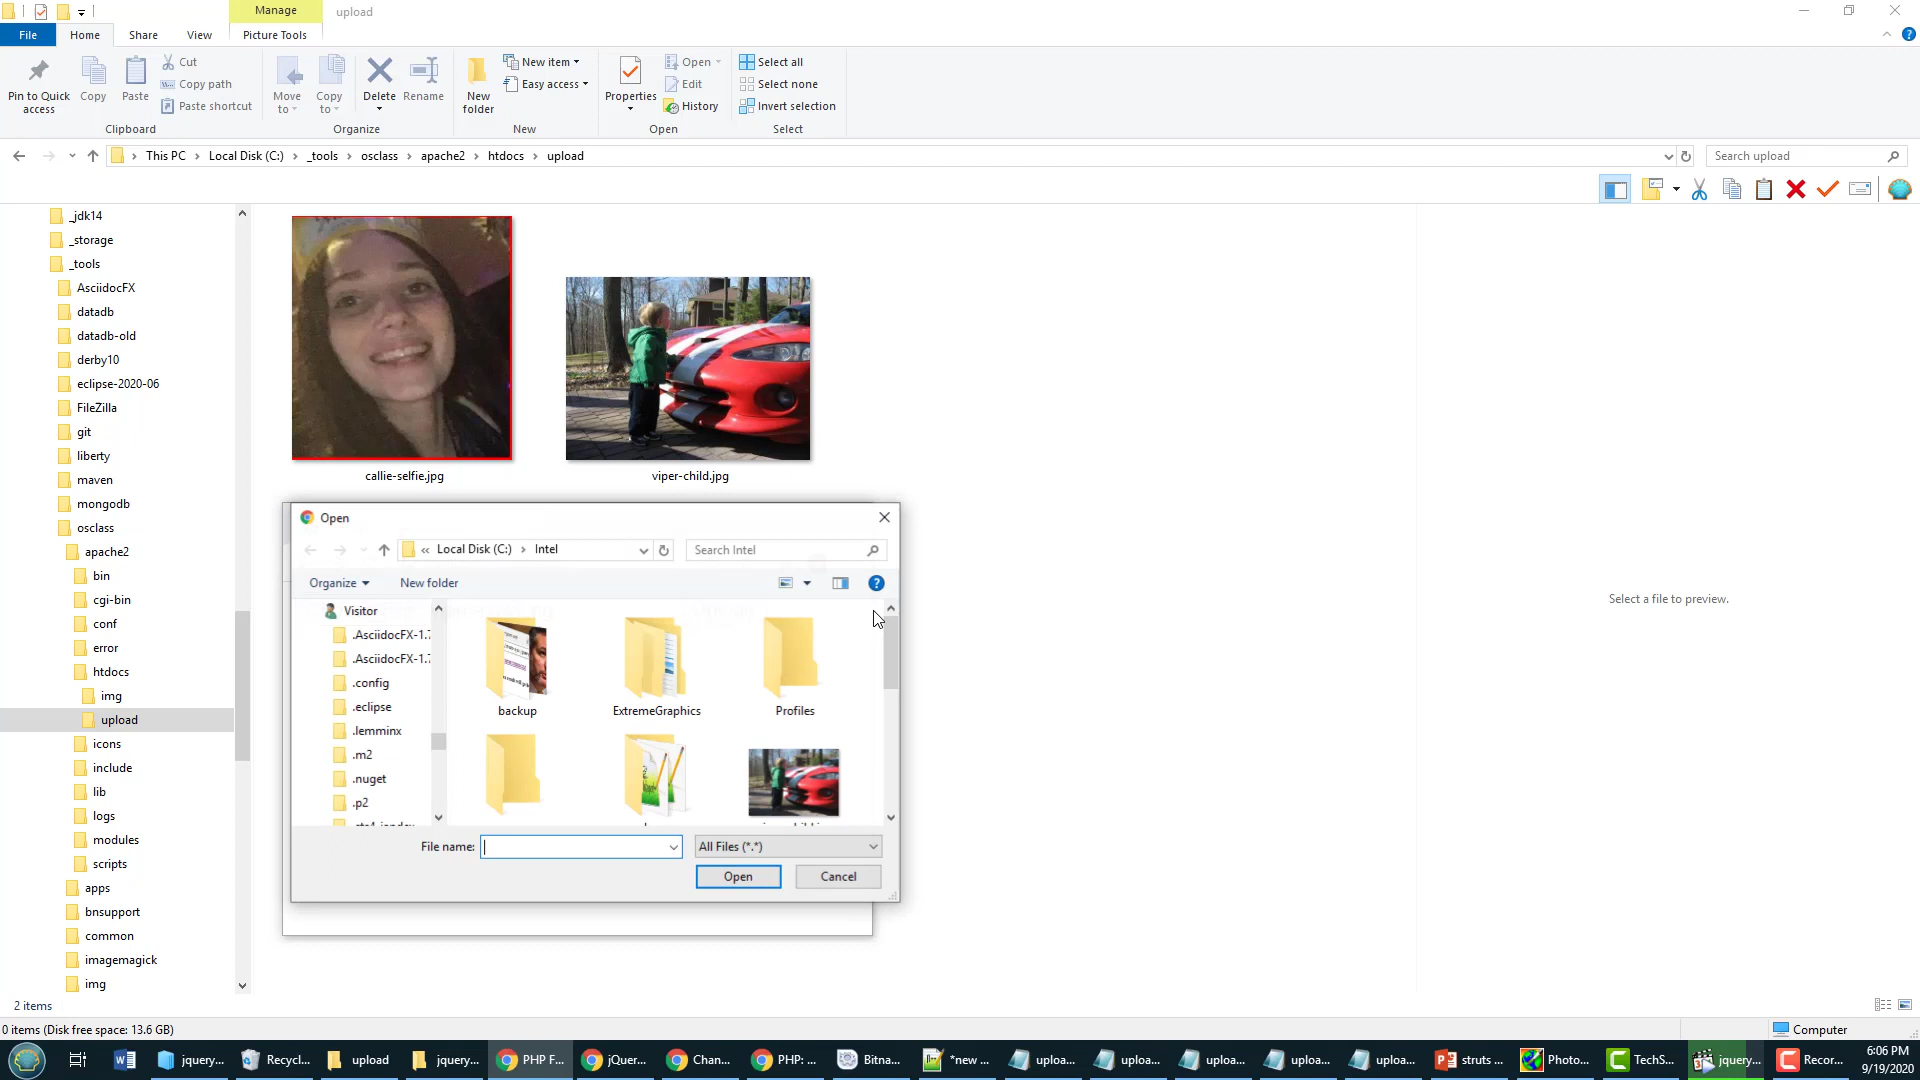 Manage
upload
File
Home
Share
View
Picture Tools
Pin to Quick access
Copy
Paste
Cut
Copy path
Paste shortcut
Clipboard
Move to
Copy to
Delete
Rename
Organize
New folder
New item
Easy access
New
Properties
Open
Edit
History
Open
Select all
Select none
Invert selection
Select
This PC > Local Disk (C:) > _tools > osclass > apache2 > htdocs > upload
Search upload
_jdk14
_storage
_tools
AsciidocFX
datadb
datadb-old
derby10
eclipse-2020-06
FileZilla
git
liberty
maven
mongodb
osclass
apache2
bin
cgi-bin
conf
error
htdocs
img
upload
icons
include
lib
logs
modules
scripts
apps
bnsupport
common
imagemagick
img
callie-selfie.jpg
viper-child.jpg
Select a file to preview.
Open
« Local Disk (C:) > Intel
Search Intel
Organize
New folder
Visitor
.AsciidocFX-1.7
.AsciidocFX-1.7
.config
.eclipse
.lemminx
.m2
.nuget
.p2
backup
ExtremeGraphics
Profiles
File name:
All Files (*.*)
Open
Cancel
2 items
0 items (Disk free space: 13.6 GB)
Computer
jquery...
Recycl...
upload
jquery...
PHP F...
jQuer...
Chan...
PHP: ...
Bitna...
*new ...
uploa...
uploa...
uploa...
uploa...
uploa...
struts ...
Photo...
TechS...
jquery...
Recor...
6:06 PM
9/19/2020